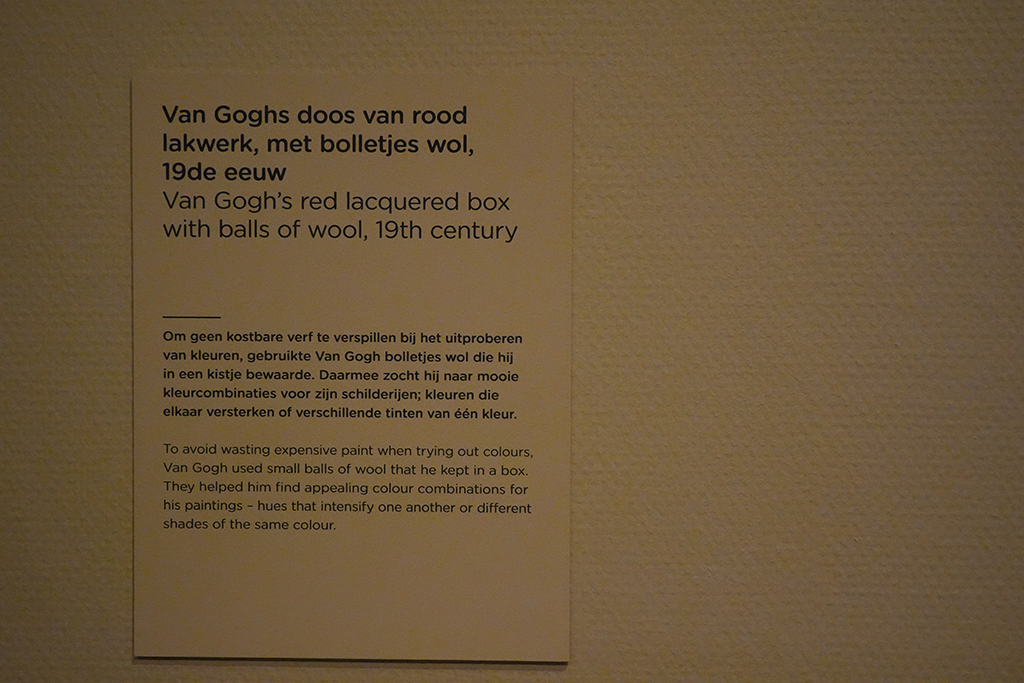 Van Goghs doos van rood
lakwerk, met bolletjes wol,
19de eeuw
Van Gogh's red lacquered box
with balls of wool, 19th century
Om geen kostbare verf te verspillen bij het uitproberen
van kleuren, gebruikte Van Gogh bolletjes wol die hij
in een kistje bewaarde. Daarmee zocht hij naar mooie
kleurcombinaties voor zijn schilderijen; kleuren die
elkaar versterken of verschillende tinten van één kleur.
To avoid wasting expensive paint when trying out colours,
Van Gogh used small balls of wool that he kept in a box.
They helped him find appealing colour combinations for
his paintings – hues that intensify one another or different
shades of the same colour.